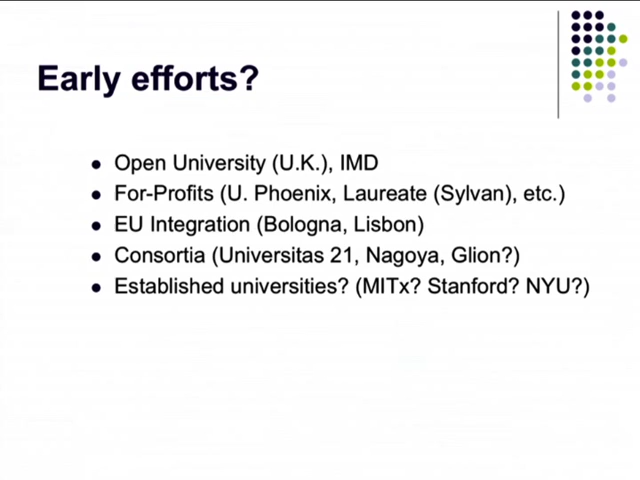 Early efforts?
● Open University (U.K.), IMD
● For-Profits (U. Phoenix, Laureate (Sylvan), etc.)
● EU Integration (Bologna, Lisbon)
● Consortia (Universitas 21, Nagoya, Glion?)
● Established universities? (MITx? Stanford? NYU?)